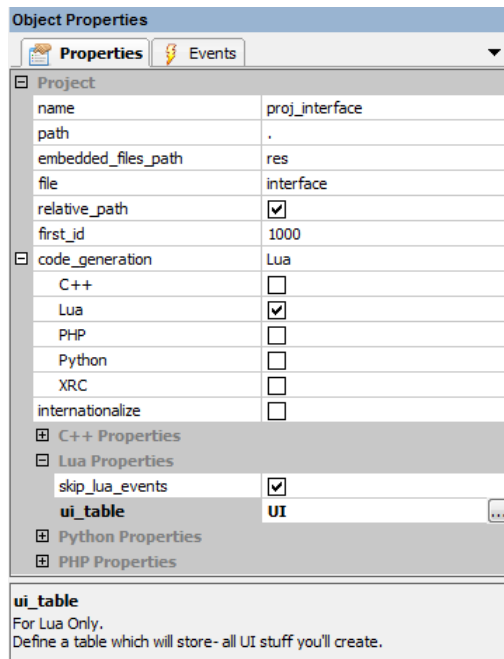 Object Properties
Properties Events
Project
name proj_interface
path .
embedded_files_path res
file interface
relative_path
first_id 1000
code_generation Lua
C++
Lua
PHP
Python
XRC
internationalize
C++ Properties
Lua Properties
skip_lua_events
ui_table UI ...
Python Properties
PHP Properties
ui_table
For Lua Only.
Define a table which will store- all UI stuff you'll create.